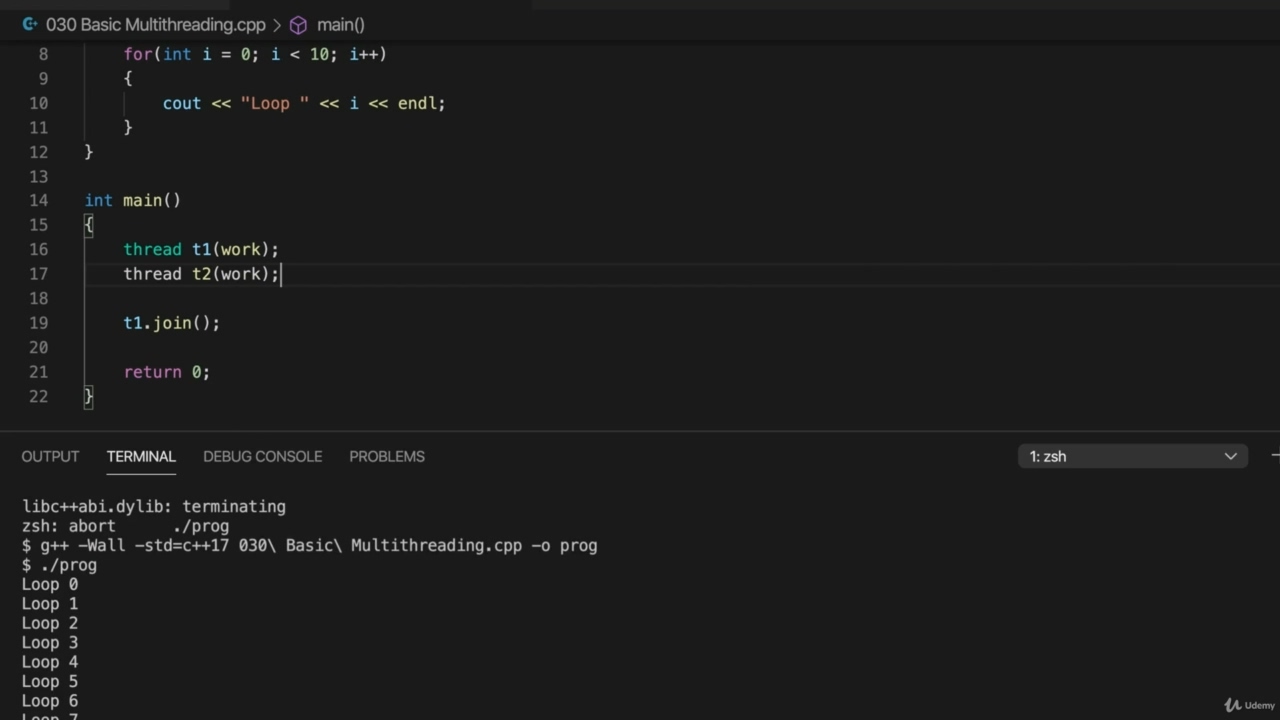 030 Basic Multithreading.cpp > main()
8 for(int i = 0; i < 10; i++)
9 {
10 cout << "Loop " << i << endl;
11 }
12 }
13
14 int main()
15 {
16 thread t1(work);
17 thread t2(work);
18
19 t1.join();
20
21 return 0;
22 }
OUTPUT TERMINAL DEBUG CONSOLE PROBLEMS 1: zsh
libc++abi.dylib: terminating
zsh: abort ./prog
$ g++ -Wall -std=c++17 030\ Basic\ Multithreading.cpp -o prog
$ ./prog
Loop 0
Loop 1
Loop 2
Loop 3
Loop 4
Loop 5
Loop 6
Loop 7
Udemy